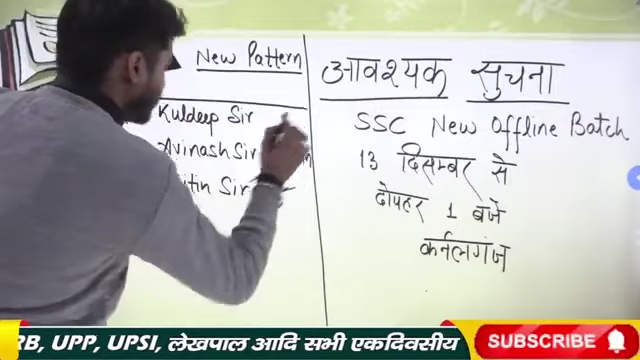 New Pattern
Kuldeep Sir
Avinash Sir
Sir
आवश्यक सूचना
SSC New Offline Batch
13 दिसम्बर से
दोपहर 1 बजे
कर्नलगंज
RB, UPP, UPSI, लेखपाल आदि सभी एकदिवसीय
SUBSCRIBE